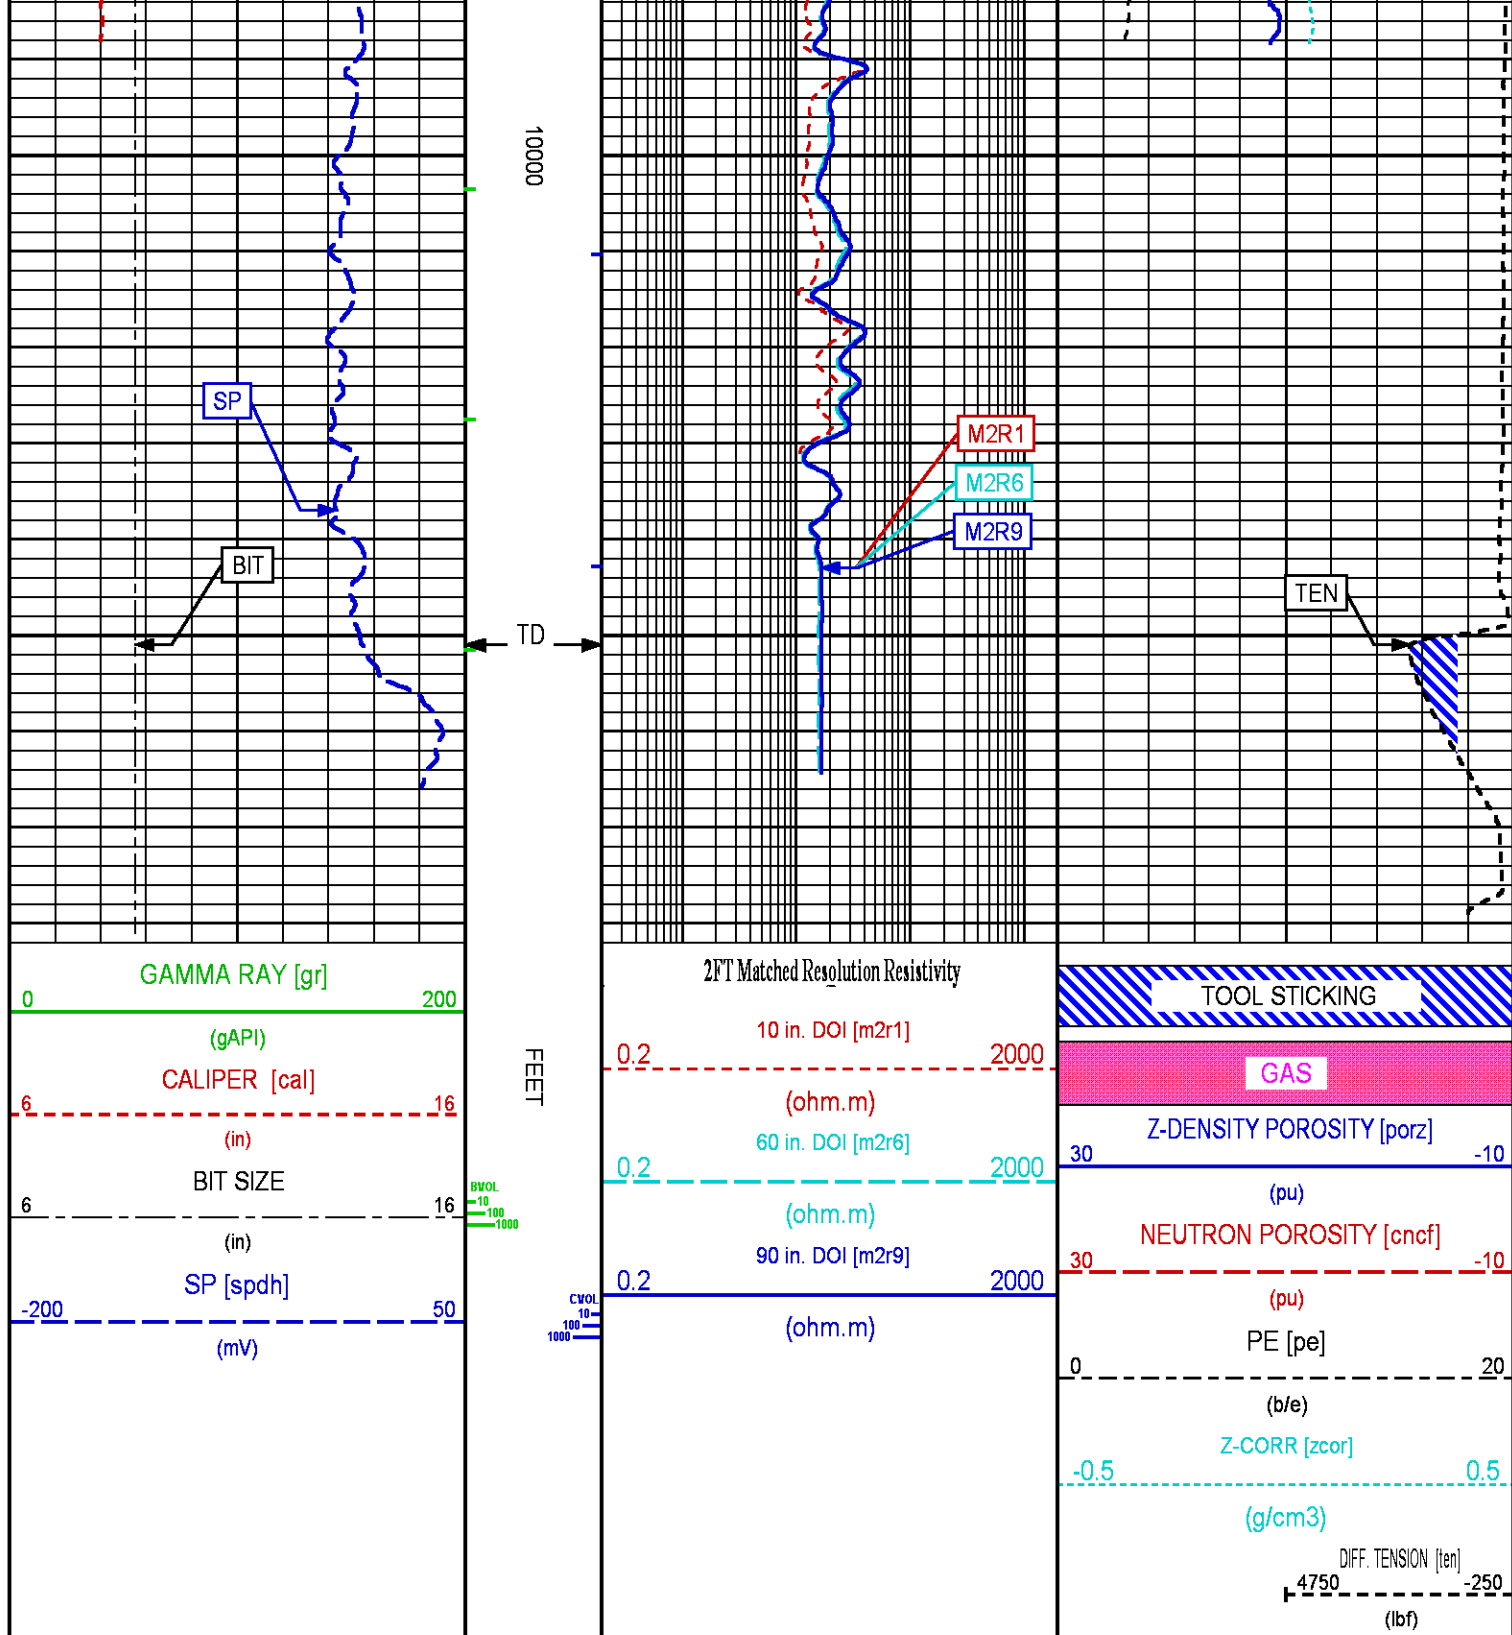 10000
SP
M2R1
M2R6
M2R9
BIT
TEN
TD
GAMMA RAY [gr]
0 200
(gAPI)
CALIPER [cal]
6 16
(in)
BIT SIZE
6 16
(in)
SP [spdh]
-200 50
(mV)
FEET
BVOL
10
100
1000
CVOL
10
100
1000
2FT Matched Resolution Resistivity
10 in. DOI [m2r1]
0.2 2000
(ohm.m)
60 in. DOI [m2r6]
0.2 2000
(ohm.m)
90 in. DOI [m2r9]
0.2 2000
(ohm.m)
TOOL STICKING
GAS
Z-DENSITY POROSITY [porz]
30 -10
(pu)
NEUTRON POROSITY [cncf]
30 -10
(pu)
PE [pe]
0 20
(b/e)
Z-CORR [zcor]
-0.5 0.5
(g/cm3)
DIFF. TENSION [ten]
4750 -250
(lbf)